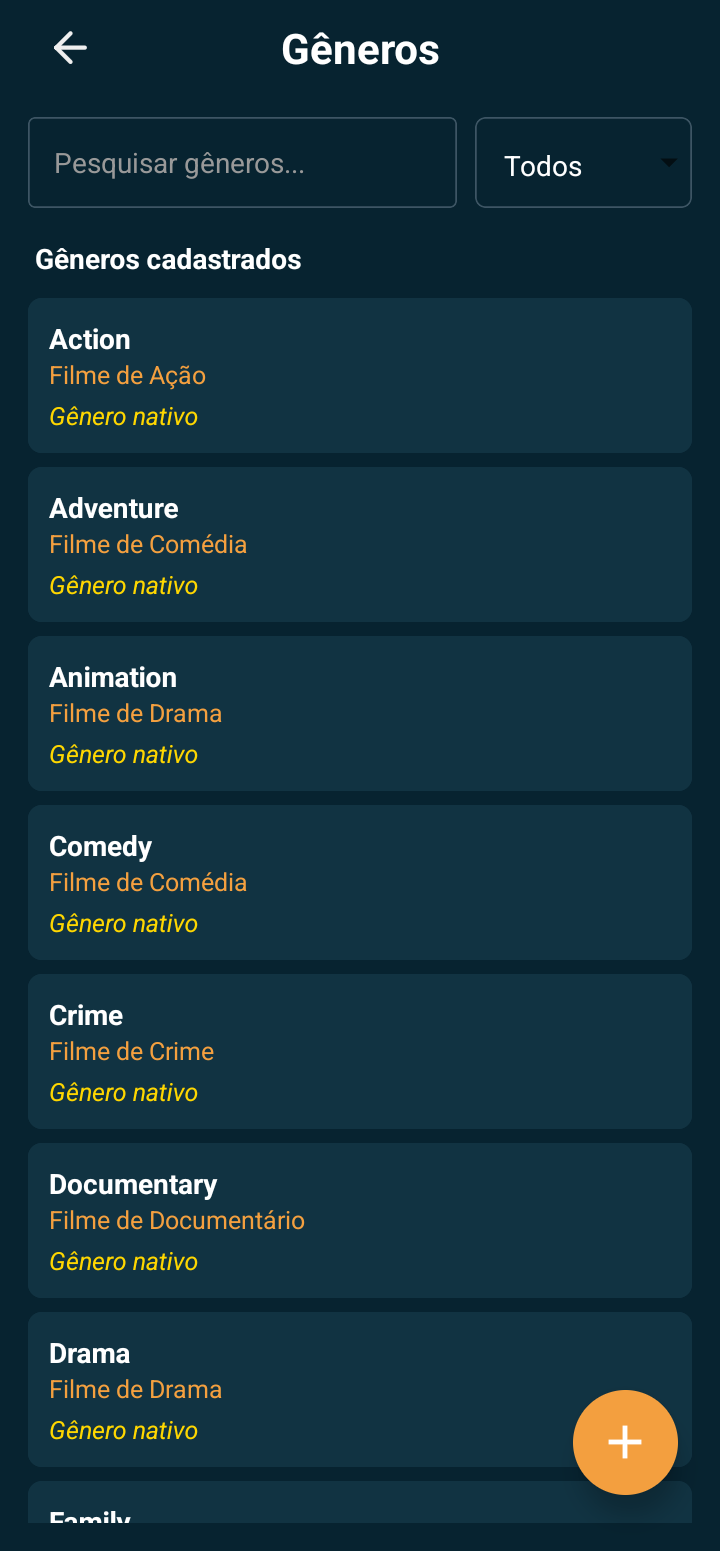 Gêneros
Pesquisar gêneros...
Todos
Gêneros cadastrados
Action
Filme de Ação
Gênero nativo
Adventure
Filme de Comédia
Gênero nativo
Animation
Filme de Drama
Gênero nativo
Comedy
Filme de Comédia
Gênero nativo
Crime
Filme de Crime
Gênero nativo
Documentary
Filme de Documentário
Gênero nativo
Drama
Filme de Drama
Gênero nativo
Family